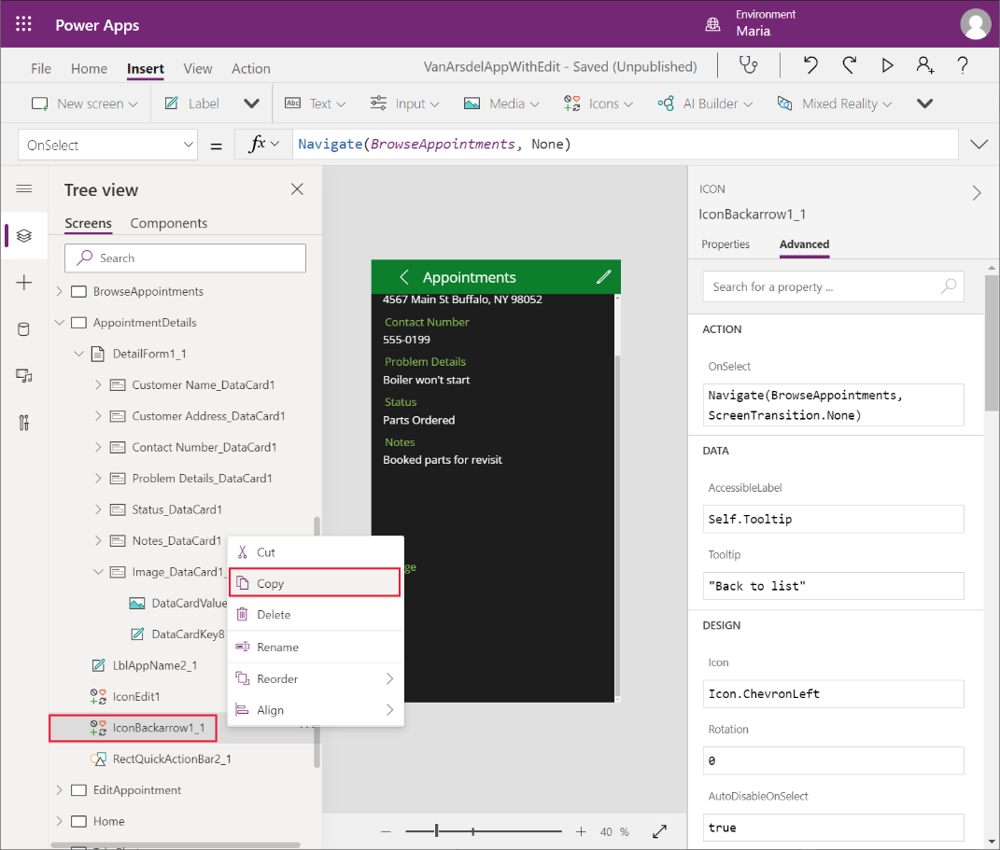 Power Apps
Environment
Maria
File Home Insert View Action
VanArsdelAppWithEdit - Saved (Unpublished)
?
New screen
Label
Abc Text
Input
Media
Icons
AI Builder
Mixed Reality
OnSelect
=
fx
Navigate(BrowseAppointments, None)
Tree view
Screens Components
Search
BrowseAppointments
AppointmentDetails
DetailForm1_1
Customer Name_DataCard1
Customer Address_DataCard1
Contact Number_DataCard1
Problem Details_DataCard1
Status_DataCard1
Notes_DataCard1
Image_DataCard1_
DataCardValue
DataCardKey8
LblAppName2_1
IconEdit1
IconBackarrow1_1
RectQuickActionBar2_1
EditAppointment
Home
Cut
Copy
Delete
Rename
Reorder
Align
Appointments
4567 Main St Buffalo, NY 98052
Contact Number
555-0199
Problem Details
Boiler won't start
Status
Parts Ordered
Notes
Booked parts for revisit
ge
40 %
ICON
IconBackarrow1_1
Properties Advanced
Search for a property ...
ACTION
OnSelect
Navigate(BrowseAppointments,
ScreenTransition.None)
DATA
AccessibleLabel
Self.Tooltip
Tooltip
"Back to list"
DESIGN
Icon
Icon.ChevronLeft
Rotation
0
AutoDisableOnSelect
true